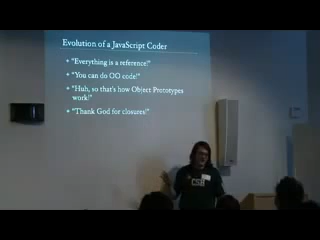 Evolution of a JavaScript Coder
"Everything is a reference!"
"You can do OO code!"
"Huh, so that's how Object Prototypes
work!"
"Thank God for closures!"